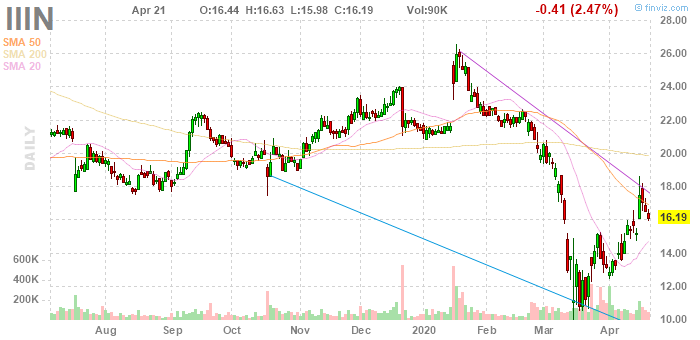 IIIN Apr 21 O:16.44 H:16.63 L:15.98 C:16.19 Vol:90K -0.41 (2.47%)
© finviz.com
SMA 50
SMA 200
SMA 20
DAILY
28.00
26.00
24.00
22.00
20.00
18.00
16.19
14.00
12.00
10.00
600K
400K
200K
Aug Sep Oct Nov Dec 2020 Feb Mar Apr